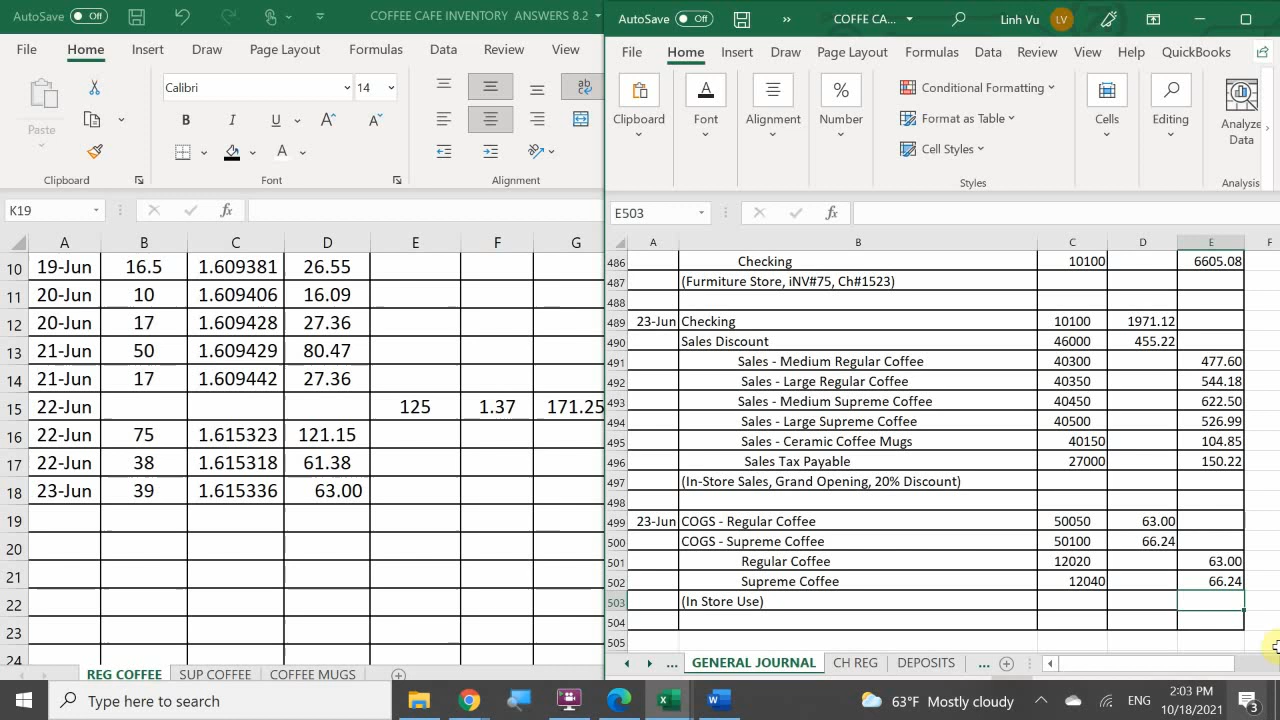 AutoSave Off COFFEE CAFE INVENTORY ANSWERS 8.2
File Home Insert Draw Page Layout Formulas Data Review View
Calibri 14
Paste
B I U A A
ab
A
Clipboard Font Alignment
K19 fx
A B C D E F G
10 19-Jun 16.5 1.609381 26.55
11 20-Jun 10 1.609406 16.09
12 20-Jun 17 1.609428 27.36
13 21-Jun 50 1.609429 80.47
14 21-Jun 17 1.609442 27.36
15 22-Jun 125 1.37 171.25
16 22-Jun 75 1.615323 121.15
17 22-Jun 38 1.615318 61.38
18 23-Jun 39 1.615336 63.00
19
20
21
22
23
24
REG COFFEE SUP COFFEE COFFEE MUGS
AutoSave Off COFFE CA... Linh Vu LV
File Home Insert Draw Page Layout Formulas Data Review View Help QuickBooks
Clipboard Font Alignment Number
Conditional Formatting
Format as Table
Cell Styles
Cells Editing Analyze
Data
Styles Analysis
E503 fx
A B C D E F
486 Checking 10100 6605.08
487 (Furmiture Store, iNV#75, Ch#1523)
488
489 23-Jun Checking 10100 1971.12
490 Sales Discount 46000 455.22
491 Sales - Medium Regular Coffee 40300 477.60
492 Sales - Large Regular Coffee 40350 544.18
493 Sales - Medium Supreme Coffee 40450 622.50
494 Sales - Large Supreme Coffee 40500 526.99
495 Sales - Ceramic Coffee Mugs 40150 104.85
496 Sales Tax Payable 27000 150.22
497 (In-Store Sales, Grand Opening, 20% Discount)
498
499 23-Jun COGS - Regular Coffee 50050 63.00
500 COGS - Supreme Coffee 50100 66.24
501 Regular Coffee 12020 63.00
502 Supreme Coffee 12040 66.24
503 (In Store Use)
504
505
... GENERAL JOURNAL CH REG DEPOSITS ...
Type here to search
63°F Mostly cloudy ENG 2:03 PM
10/18/2021 3